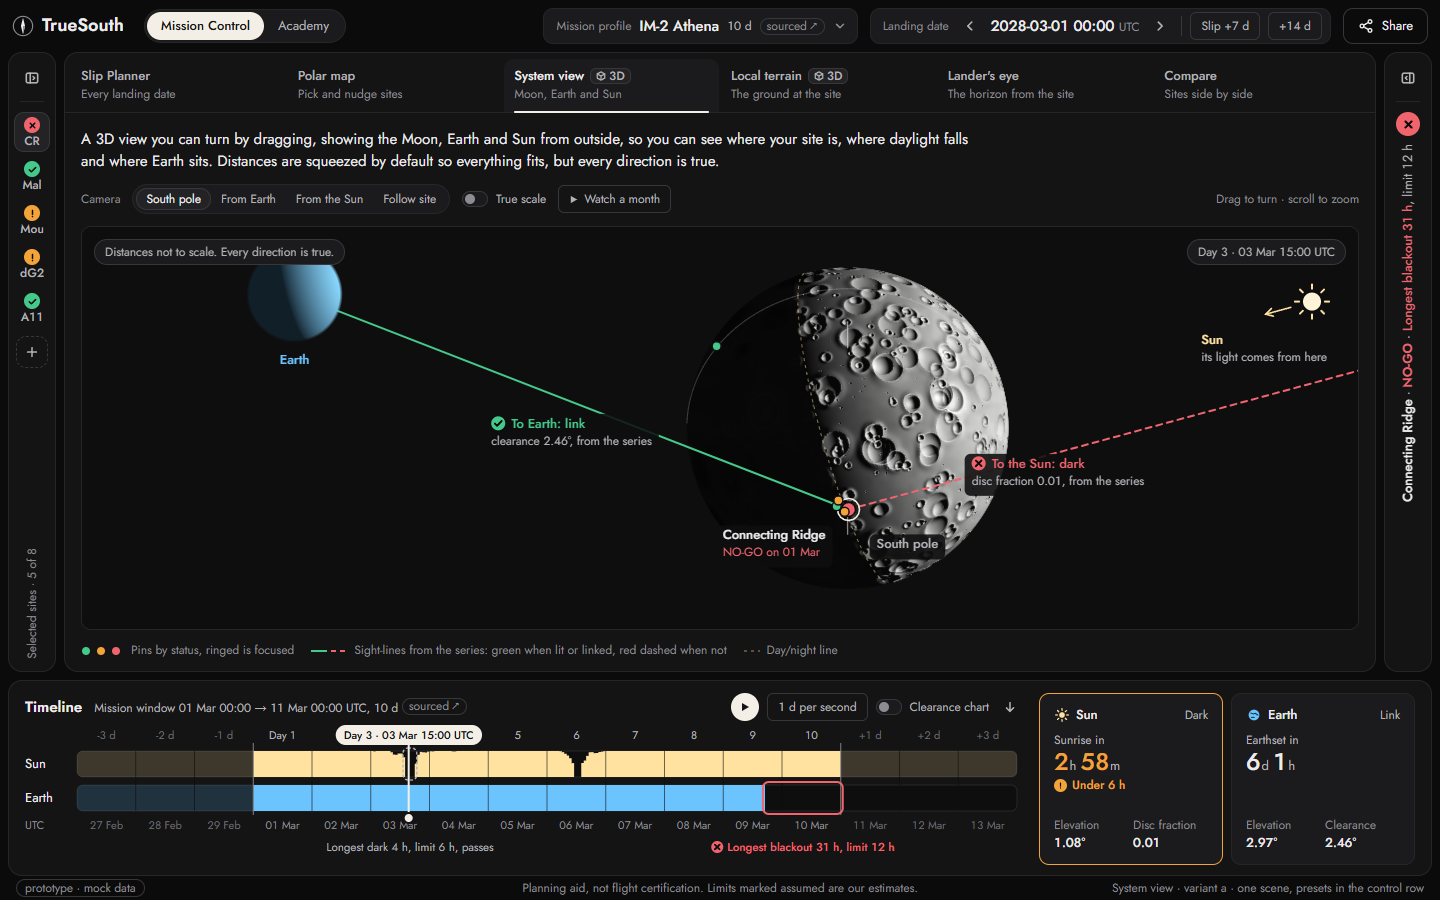 TrueSouth
Mission Control
Academy
Mission profile IM-2 Athena 10 d sourced ↗
Landing date 2028-03-01 00:00 UTC
Slip +7 d
+14 d
Share
CR
Mal
Mou
dG2
A11
Selected sites · 5 of 8
Slip Planner
Every landing date
Polar map
Pick and nudge sites
System view 3D
Moon, Earth and Sun
Local terrain 3D
The ground at the site
Lander's eye
The horizon from the site
Compare
Sites side by side
A 3D view you can turn by dragging, showing the Moon, Earth and Sun from outside, so you can see where your site is, where daylight falls
and where Earth sits. Distances are squeezed by default so everything fits, but every direction is true.
Camera
South pole
From Earth
From the Sun
Follow site
True scale
Watch a month
Drag to turn · scroll to zoom
Distances not to scale. Every direction is true.
Day 3 · 03 Mar 15:00 UTC
Earth
Sun
its light comes from here
To Earth: link
clearance 2.46°, from the series
To the Sun: dark
disc fraction 0.01, from the series
Connecting Ridge
NO-GO on 01 Mar
South pole
Pins by status, ringed is focused
Sight-lines from the series: green when lit or linked, red dashed when not
Day/night line
Connecting Ridge · NO-GO · Longest blackout 31 h, limit 12 h
Timeline
Mission window 01 Mar 00:00 → 11 Mar 00:00 UTC, 10 d sourced ↗
1 d per second
Clearance chart
-3 d -2 d -1 d Day 1 Day 3 · 03 Mar 15:00 UTC 5 6 7 8 9 10 +1 d +2 d +3 d
Sun
Earth
UTC 27 Feb 28 Feb 29 Feb 01 Mar 02 Mar 03 Mar 04 Mar 05 Mar 06 Mar 07 Mar 08 Mar 09 Mar 10 Mar 11 Mar 12 Mar 13 Mar
Longest dark 4 h, limit 6 h, passes
Longest blackout 31 h, limit 12 h
Sun Dark
Sunrise in
2h 58m
Under 6 h
Elevation Disc fraction
1.08° 0.01
Earth Link
Earthset in
6d 1h
Elevation Clearance
2.97° 2.46°
prototype · mock data
Planning aid, not flight certification. Limits marked assumed are our estimates.
System view · variant a · one scene, presets in the control row